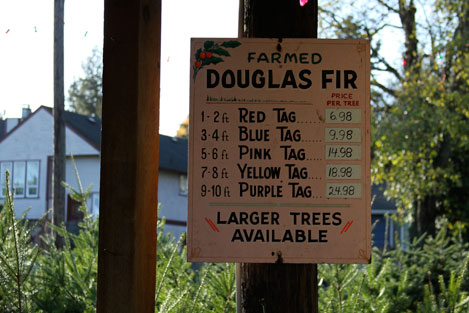 FARMED
DOUGLAS FIR
PRICE
PER TREE
1-2 ft RED TAG.... 6.98
3-4 ft BLUE TAG.... 9.98
5-6 ft PINK TAG.... 14.98
7-8 ft YELLOW TAG... 18.98
9-10 ft PURPLE TAG... 24.98
LARGER TREES
AVAILABLE